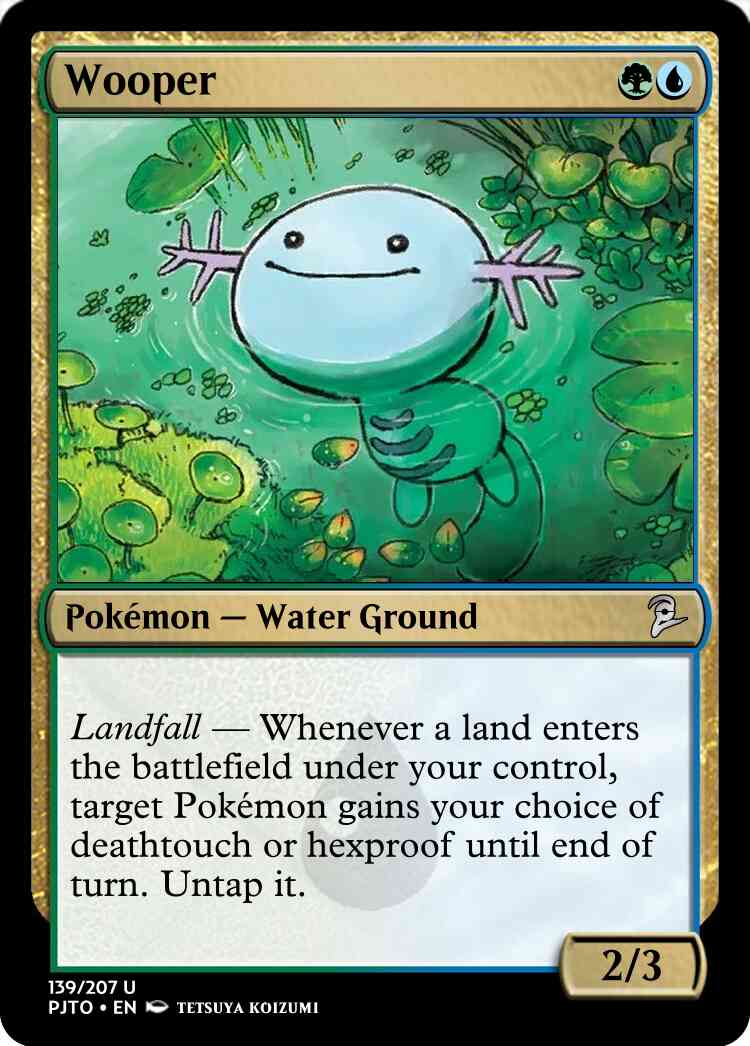 Wooper
Pokémon — Water Ground
Landfall — Whenever a land enters
the battlefield under your control,
target Pokémon gains your choice of
deathtouch or hexproof until end of
turn. Untap it.
2/3
139/207 U
PJTO • EN TETSUYA KOIZUMI